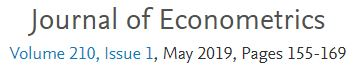 Journal of Econometrics
Volume 210, Issue 1, May 2019, Pages 155-169